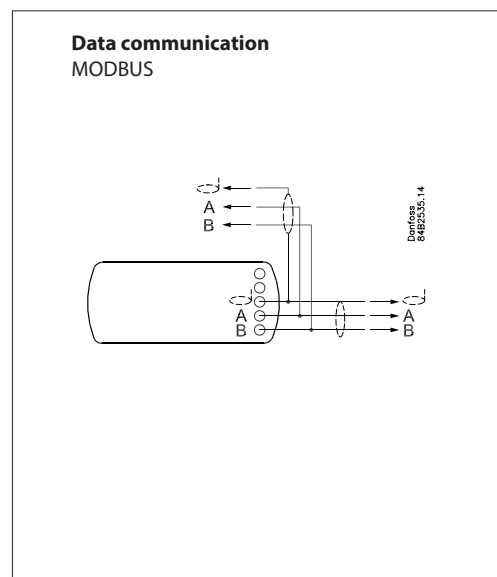 Data communication
MODBUS
A
B
Danfoss
84B2535.14
A
B
A
B